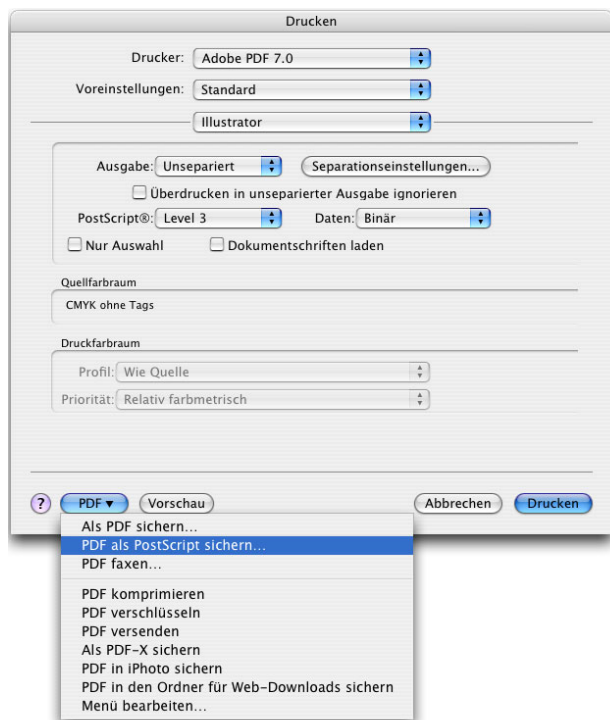 Drucken
Drucker: Adobe PDF 7.0
Voreinstellungen: Standard
Illustrator
Ausgabe: Unsepariert Separationseinstellungen...
Überdrucken in unseparierter Ausgabe ignorieren
PostScript®: Level 3 Daten: Binär
Nur Auswahl Dokumentschriften laden
Quellfarbraum
CMYK ohne Tags
Druckfarbraum
Profil: Wie Quelle
Priorität: Relativ farbmetrisch
? PDF ▼ Vorschau Abbrechen Drucken
Als PDF sichern...
PDF als PostScript sichern...
PDF faxen...
PDF komprimieren
PDF verschlüsseln
PDF versenden
Als PDF-X sichern
PDF in iPhoto sichern
PDF in den Ordner für Web-Downloads sichern
Menü bearbeiten...